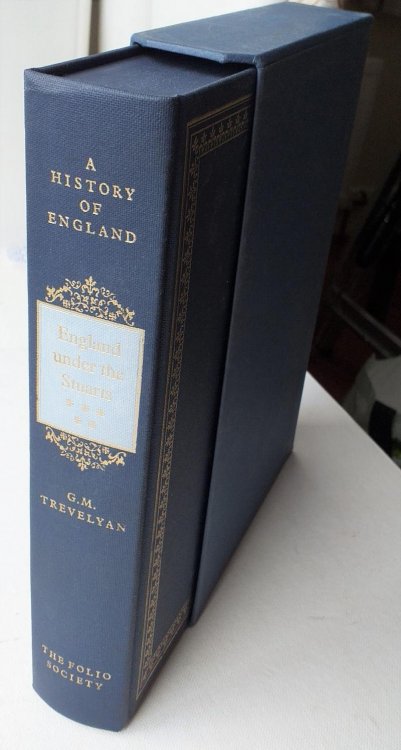 A
HISTORY
OF
ENGLAND
England
under the
Stuarts
* * *
* *
G.M.
TREVELYAN
THE FOLIO
SOCIETY